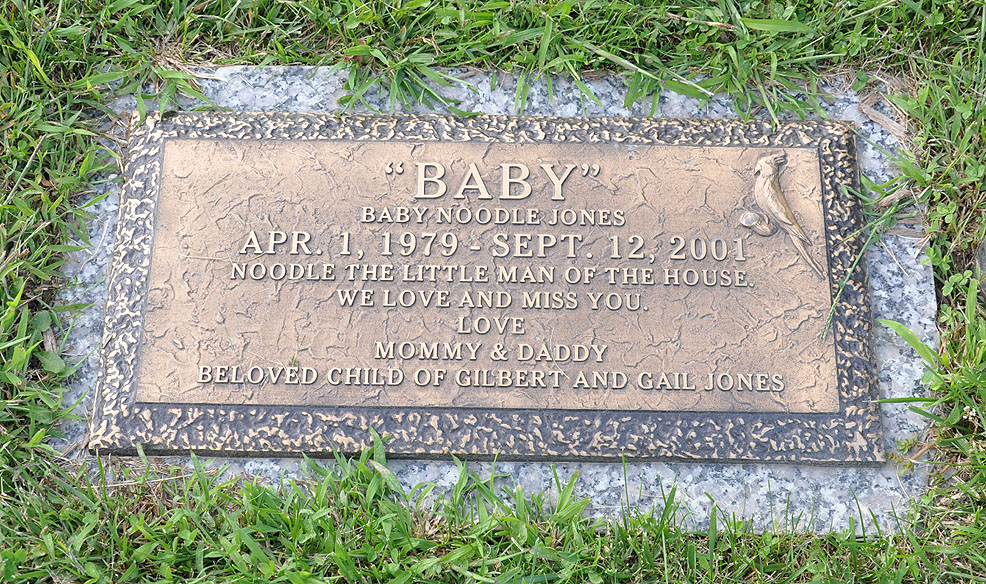 “BABY”
BABY NOODLE JONES
APR. 1, 1979 - SEPT. 12, 2001
NOODLE THE LITTLE MAN OF THE HOUSE.
WE LOVE AND MISS YOU.
LOVE
MOMMY & DADDY
BELOVED CHILD OF GILBERT AND GAIL JONES